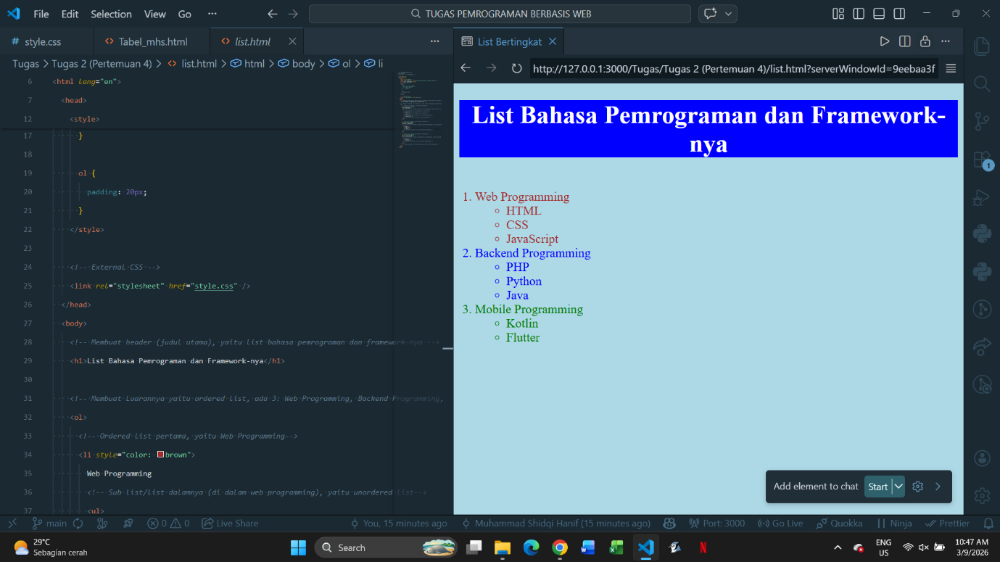 File Edit Selection View Go ··· TUGAS PEMROGRAMAN BERBASIS WEB
# style.css <> Tabel_mhs.html <> list.html ···
Tugas > Tugas 2 (Pertemuan 4) > <> list.html > html > body > ol > li
6 <html lang="en">
7 <head>
12 <style>
17 }
18
19 ol {
20 padding: 20px;
21 }
22 </style>
23
24 <!-- External CSS -->
25 <link rel="stylesheet" href="style.css" />
26 </head>
27 <body>
28 <!-- Membuat header (judul utama), yaitu list bahasa pemrograman dan framework-nya -->
29 <h1>List Bahasa Pemrograman dan Framework-nya</h1>
30
31 <!-- Membuat Luarannya yaitu ordered list, ada 3: Web Programming, Backend Programming,
32 <ol>
33 <!-- Ordered list pertama, yaitu Web Programming-->
34 <li style="color: brown">
35 Web Programming
36 <!-- Sub list/list dalamnya (di dalam web programming), yaitu unordered list-->
37 <ul>
List Bertingkat
http://127.0.0.1:3000/Tugas/Tugas 2 (Pertemuan 4)/list.html?serverWindowId=9eebaa3f
List Bahasa Pemrograman dan Framework-
nya
1. Web Programming
HTML
CSS
JavaScript
2. Backend Programming
PHP
Python
Java
3. Mobile Programming
Kotlin
Flutter
1
Add element to chat Start
main 0 0 Live Share You, 15 minutes ago Muhammad Shidqi Hanif (15 minutes ago) Port: 3000 Go Live Quokka Ninja Prettier
29°C
Sebagian cerah
Search
ENG
US
10:47 AM
3/9/2026